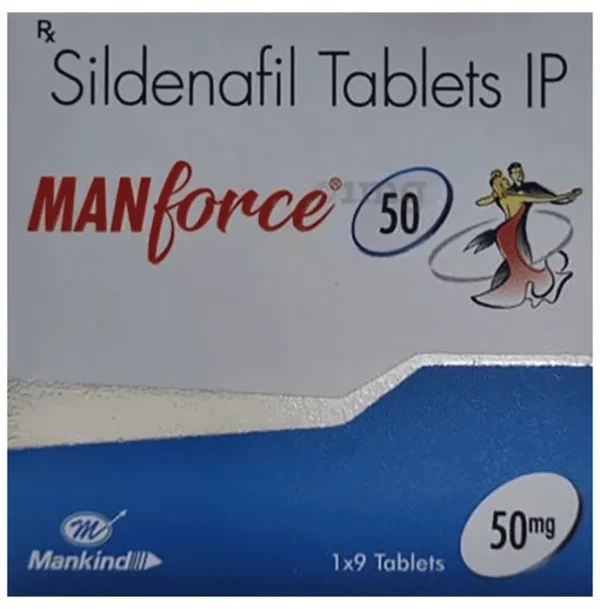 Rx
Sildenafil Tablets IP
MANforce® 50
Mankind
1x9 Tablets
50mg